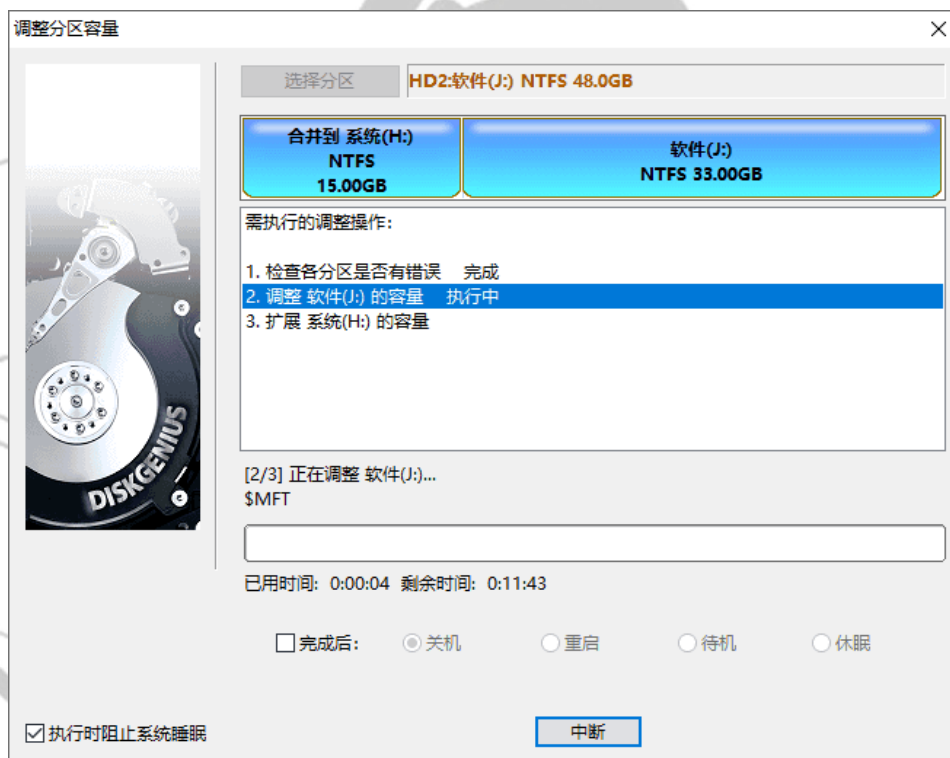 调整分区容量
选择分区
HD2:软件(J:) NTFS 48.0GB
合并到 系统(H:)
NTFS
15.00GB
软件(J:)
NTFS 33.00GB
需执行的调整操作:
1. 检查各分区是否有错误 完成
2. 调整 软件(J:) 的容量 执行中
3. 扩展 系统(H:) 的容量
DISKGENIUS
[2/3] 正在调整 软件(J:)...
$MFT
已用时间: 0:00:04 剩余时间: 0:11:43
完成后: 关机 重启 待机 休眠
执行时阻止系统睡眠
中断